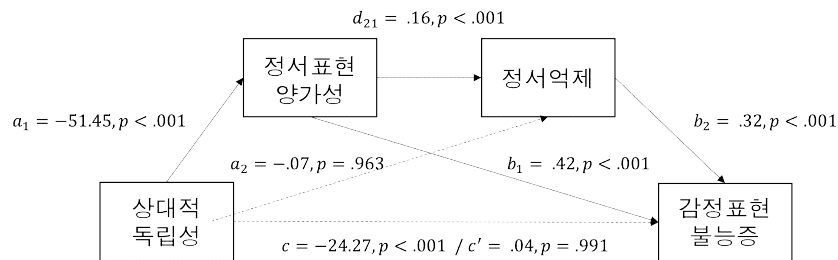 d₂₁ = .16, p < .001
정서표현
양가성
정서억제
a₁ = −51.45, p < .001
b₂ = .32, p < .001
a₂ = −.07, p = .963
b₁ = .42, p < .001
상대적
독립성
감정표현
불능증
c = −24.27, p < .001 / c′ = .04, p = .991